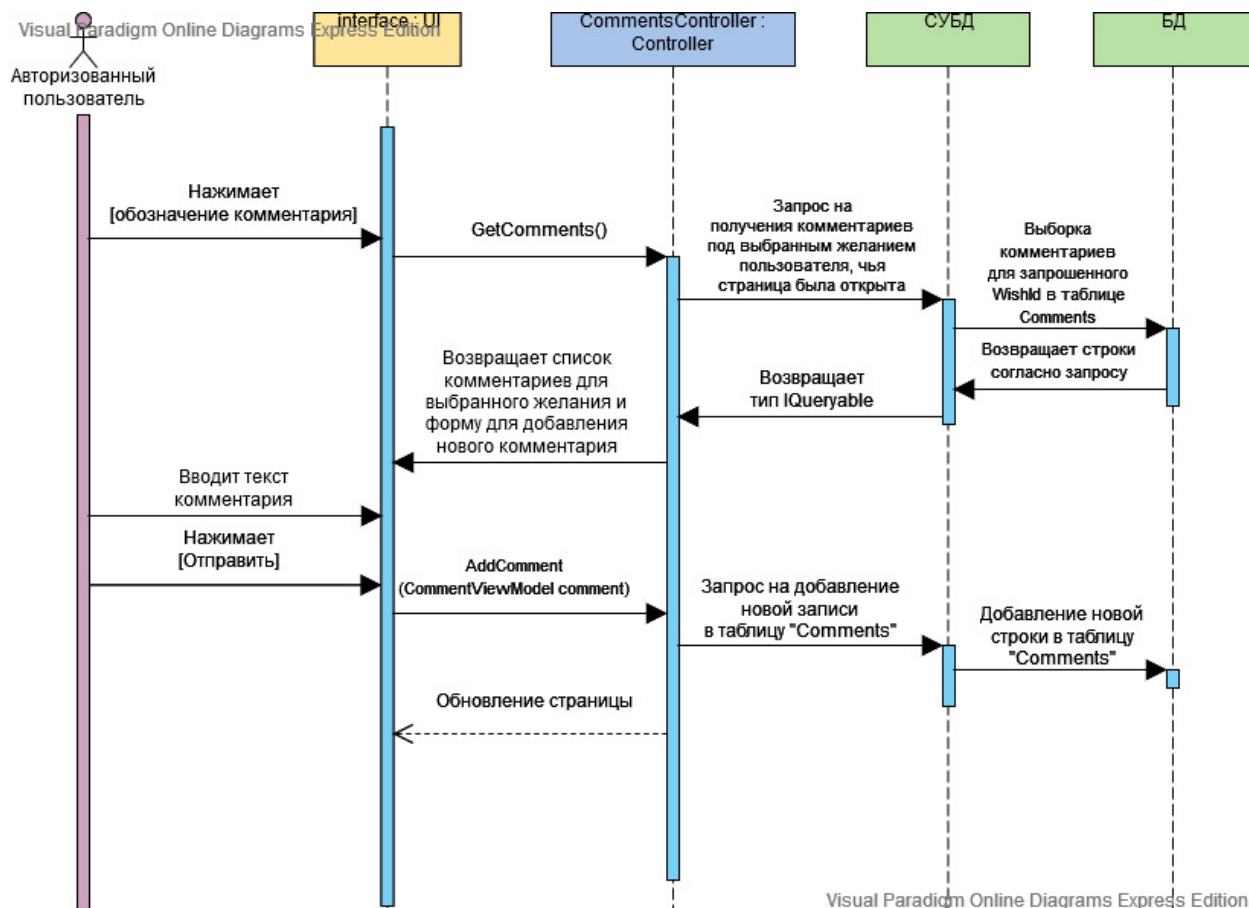 Visual Paradigm Online Diagrams Express Edition
interface : UI
CommentsController :
Controller
СУБД
БД
Авторизованный
пользователь
Нажимает
[обозначение комментария]
GetComments()
Запрос на
получения комментариев
под выбранным желанием
пользователя, чья
страница была открыта
Выборка
комментариев
для запрошенного
WishId в таблице
Comments
Возвращает строки
согласно запросу
Возвращает
тип IQueryable
Возвращает список
комментариев для
выбранного желания и
форму для добавления
нового комментария
Вводит текст
комментария
Нажимает
[Отправить]
AddComment
(CommentViewModel comment)
Запрос на добавление
новой записи
в таблицу "Comments"
Добавление новой
строки в таблицу
"Comments"
Обновление страницы
Visual Paradigm Online Diagrams Express Edition